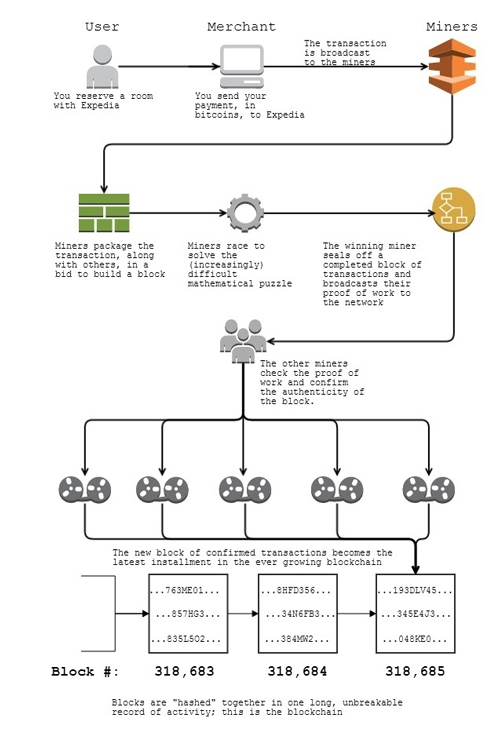 User
Merchant
Miners
The transaction
is broadcast
to the miners
You reserve a room
with Expedia
You send your
payment, in
bitcoins, to Expedia
Miners package the
transaction, along
with others, in a
bid to build a block
Miners race to
solve the
(increasingly)
difficult
mathematical puzzle
The winning miner
seals off a
completed block of
transactions and
broadcasts their
proof of work to
the network
The other miners
check the proof of
work and confirm
the authenticity of
the block.
The new block of confirmed transactions becomes the
latest installment in the ever growing blockchain
...763ME01...
...857HG3...
...835L5O2...
...8HFD356...
...34N6FB3...
...384MW2...
...193DLV45...
...345E4J3...
...048KE0...
Block #:
318,683
318,684
318,685
Blocks are "hashed" together in one long, unbreakable
record of activity; this is the blockchain